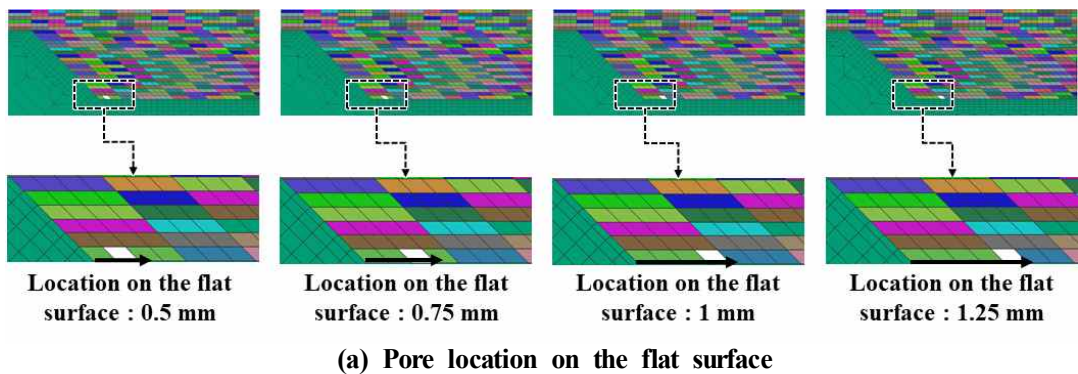 Location on the flat
surface : 0.5 mm
Location on the flat
surface : 0.75 mm
Location on the flat
surface : 1 mm
Location on the flat
surface : 1.25 mm
(a) Pore location on the flat surface